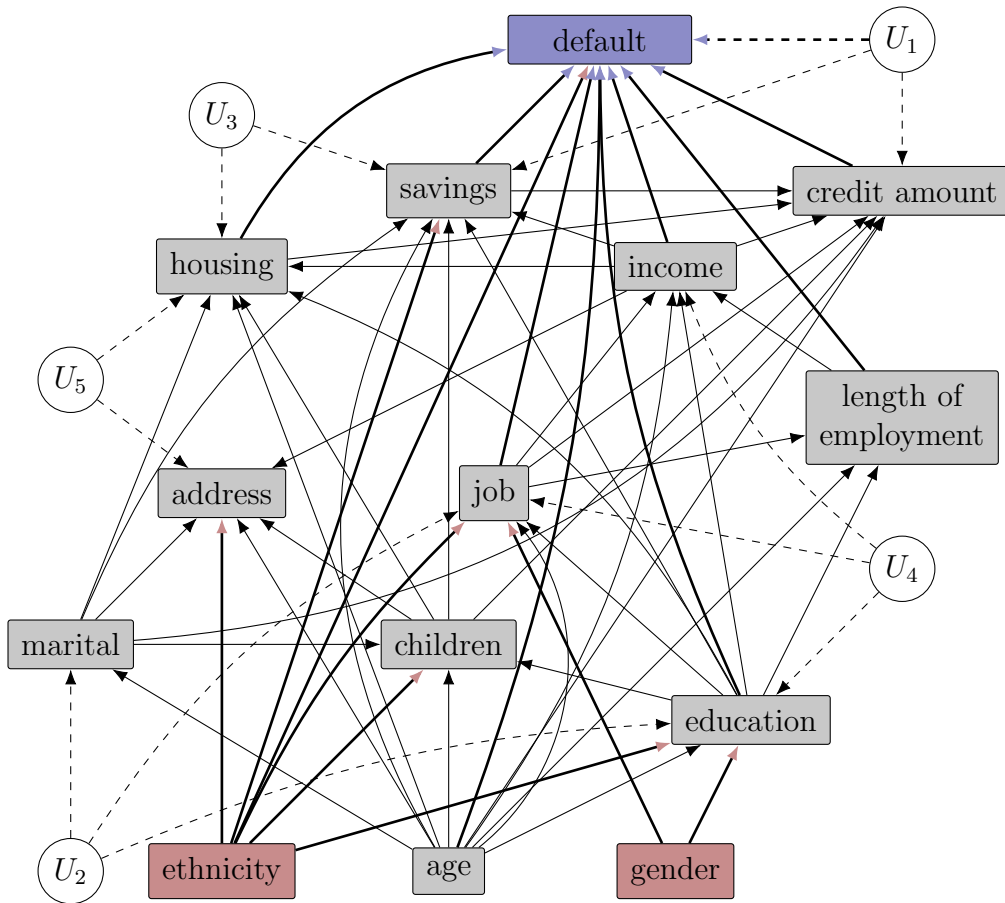 default
U1
U3
savings
credit amount
housing
income
U5
length of
employment
address
job
U4
marital
children
education
U2
ethnicity
age
gender